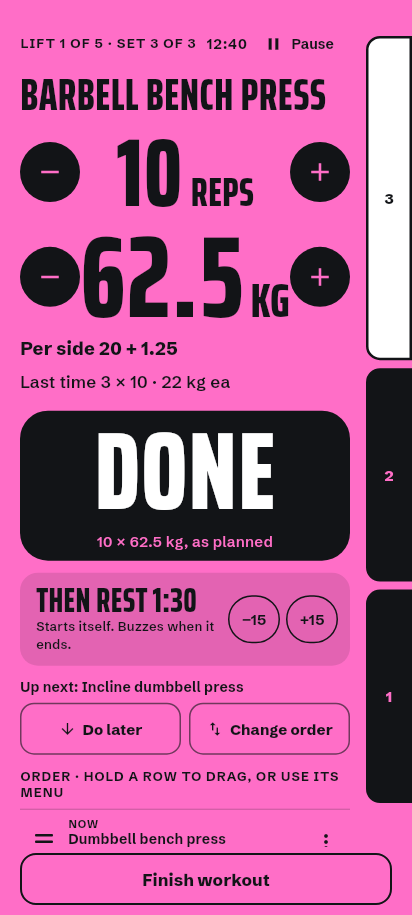 LIFT 1 OF 5 · SET 3 OF 3 12:40 Pause
BARBELL BENCH PRESS
− 10 REPS +
− 62.5 KG +
Per side 20 + 1.25
Last time 3 × 10 · 22 kg ea
DONE
10 × 62.5 kg, as planned
THEN REST 1:30
Starts itself. Buzzes when it
ends.
−15 +15
Up next: Incline dumbbell press
↓ Do later ↑↓ Change order
ORDER · HOLD A ROW TO DRAG, OR USE ITS
MENU
NOW
Dumbbell bench press
Finish workout
3
2
1